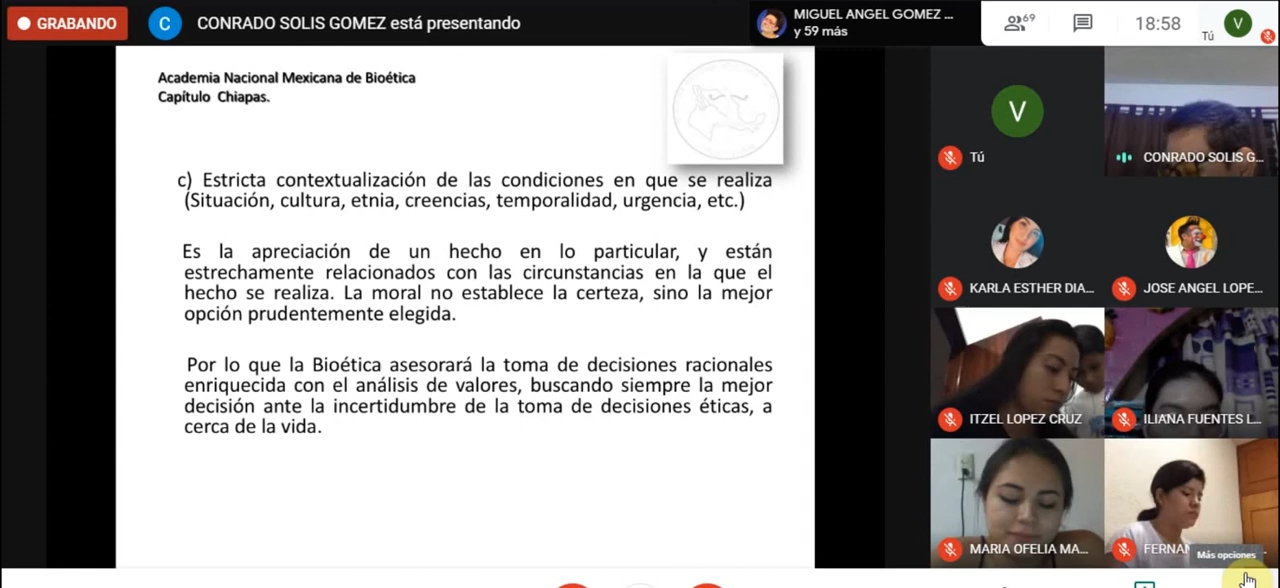 GRABANDO
C
CONRADO SOLIS GOMEZ está presentando
MIGUEL ANGEL GOMEZ ...
y 59 más
69
18:58
Tú
V
Academia Nacional Mexicana de Bioética
Capítulo Chiapas.
c) Estricta contextualización de las condiciones en que se realiza
(Situación, cultura, etnia, creencias, temporalidad, urgencia, etc.)
Es la apreciación de un hecho en lo particular, y están
estrechamente relacionados con las circunstancias en la que el
hecho se realiza. La moral no establece la certeza, sino la mejor
opción prudentemente elegida.
Por lo que la Bioética asesorará la toma de decisiones racionales
enriquecida con el análisis de valores, buscando siempre la mejor
decisión ante la incertidumbre de la toma de decisiones éticas, a
cerca de la vida.
V
Tú
CONRADO SOLIS G...
KARLA ESTHER DIA...
JOSE ANGEL LOPE...
ITZEL LOPEZ CRUZ
ILIANA FUENTES L...
MARIA OFELIA MA...
FERNAN
Más opciones